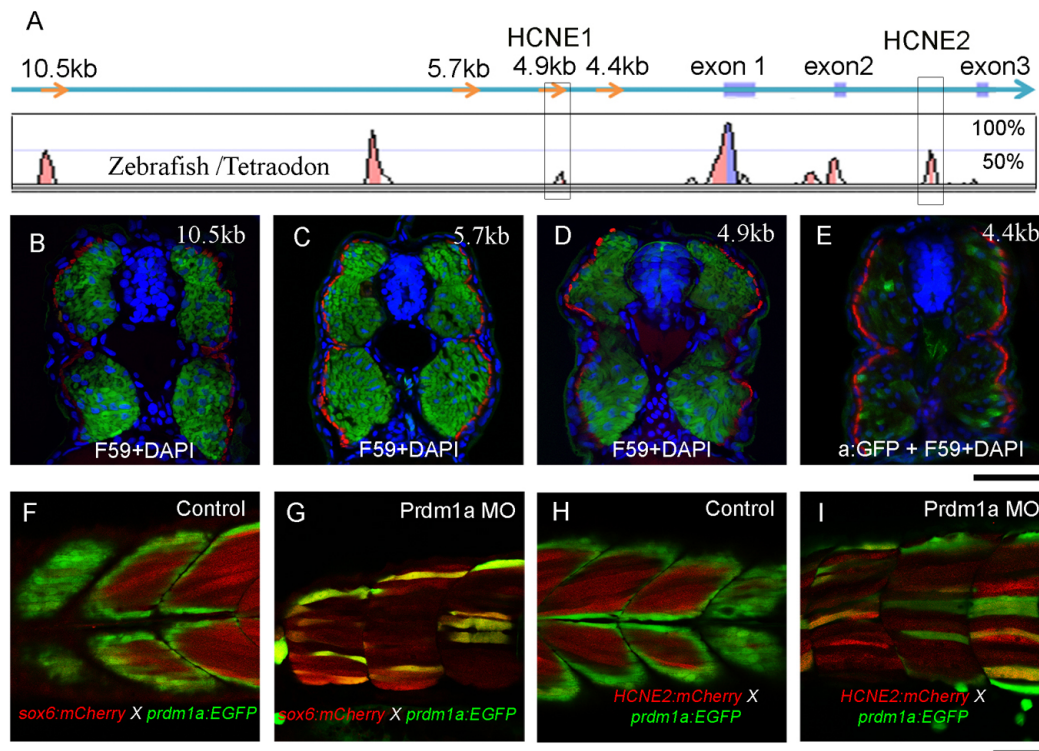 A
HCNE1
HCNE2
10.5kb
5.7kb
4.9kb
4.4kb
exon 1
exon2
exon3
100%
Zebrafish /Tetraodon
50%
B
10.5kb
F59+DAPI
C
5.7kb
F59+DAPI
D
4.9kb
F59+DAPI
E
4.4kb
a:GFP + F59+DAPI
F
Control
sox6:mCherry X prdm1a:EGFP
G
Prdm1a MO
sox6:mCherry X prdm1a:EGFP
H
Control
HCNE2:mCherry X
prdm1a:EGFP
I
Prdm1a MO
HCNE2:mCherry X
prdm1a:EGFP